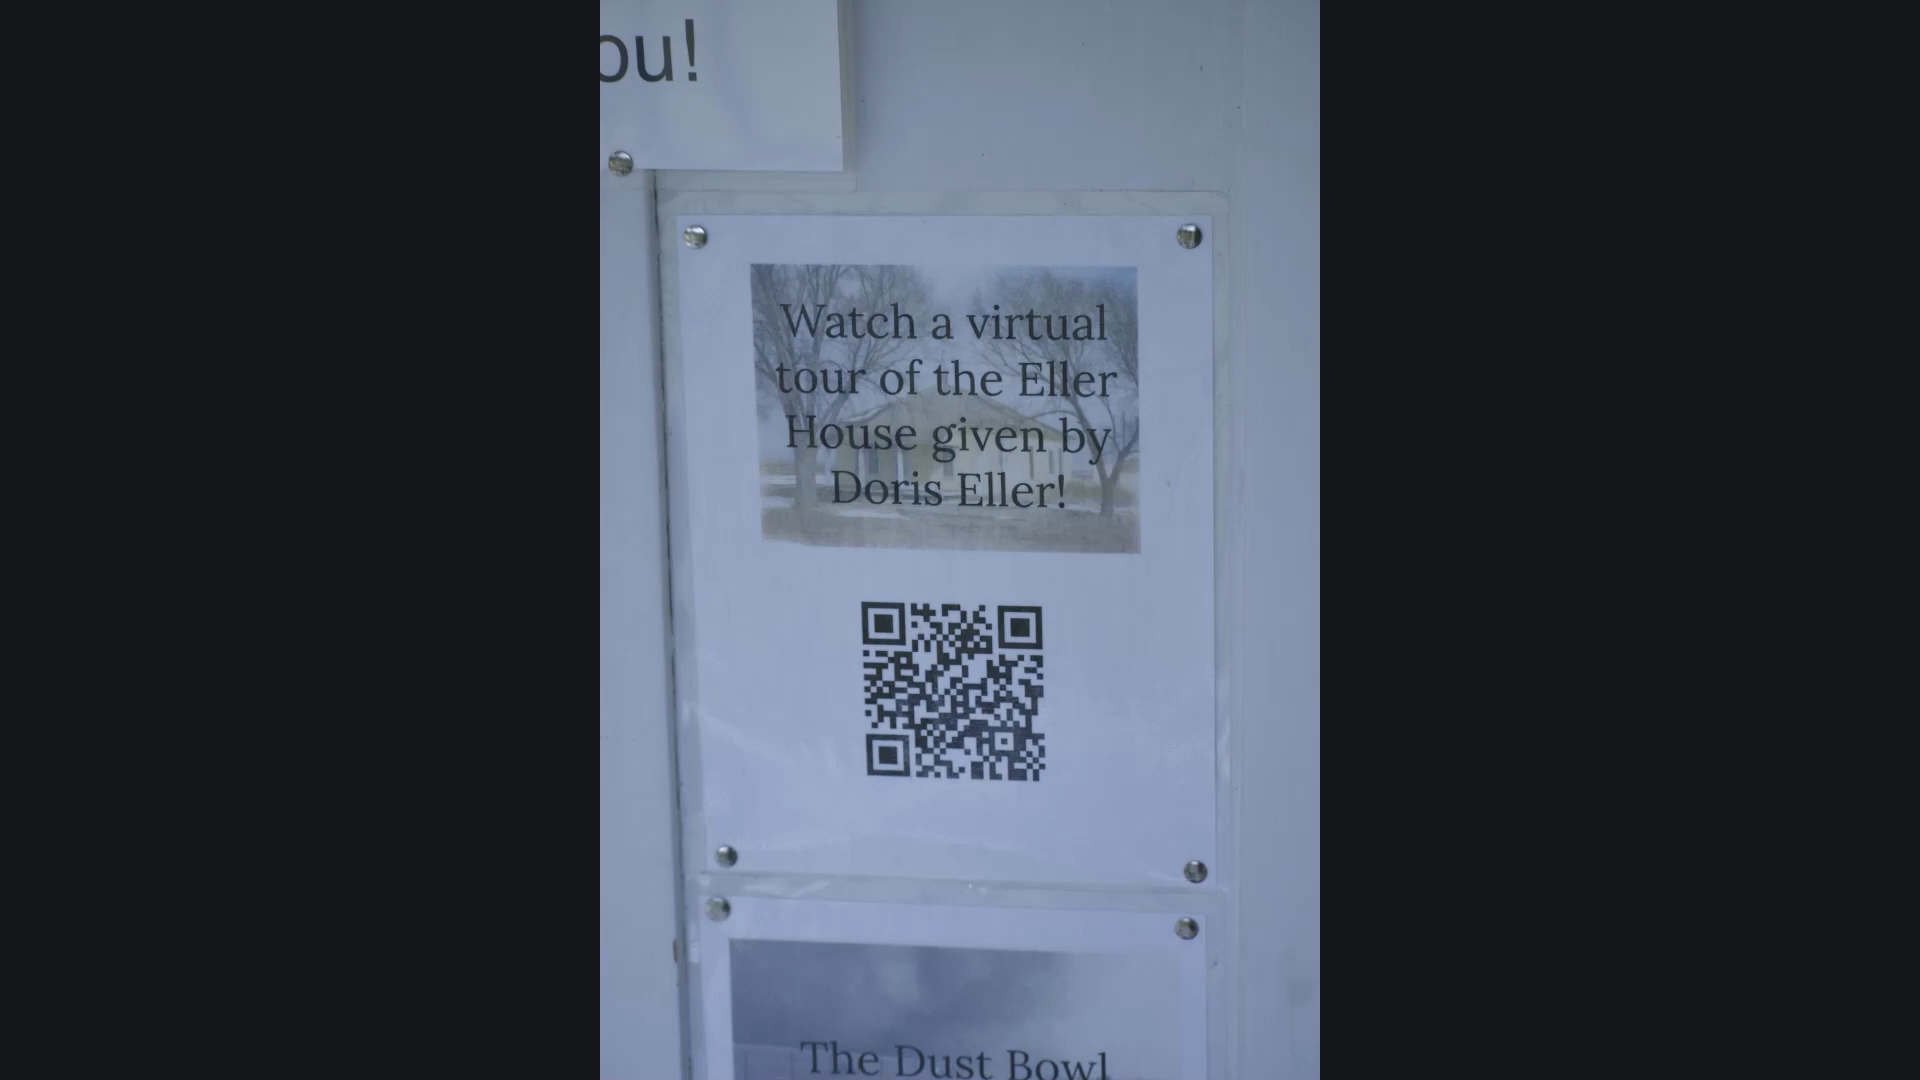 ou!
Watch a virtual
tour of the Eller
House given by
Doris Eller!
The Dust Bowl